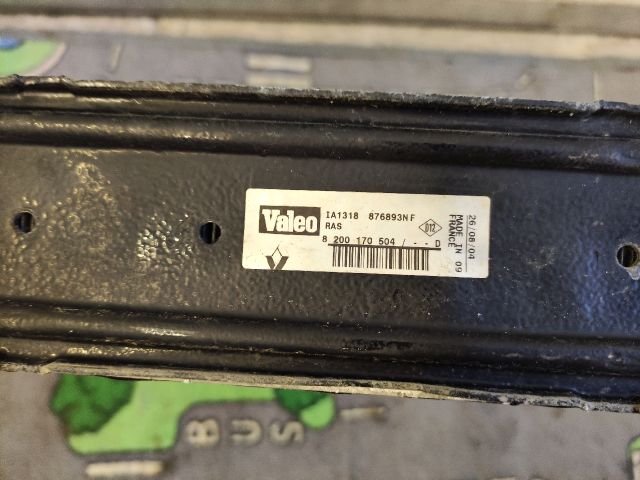 Valeo
IA1318 876893NF
RAS
8 200 170 504 / - - D
D12
26/08/04
MADE IN 09
FRANCE
BUS